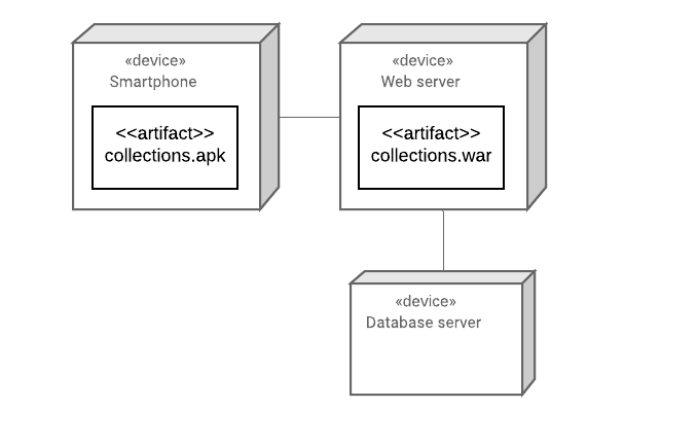 «device»
Smartphone
<<artifact>>
collections.apk
«device»
Web server
<<artifact>>
collections.war
«device»
Database server